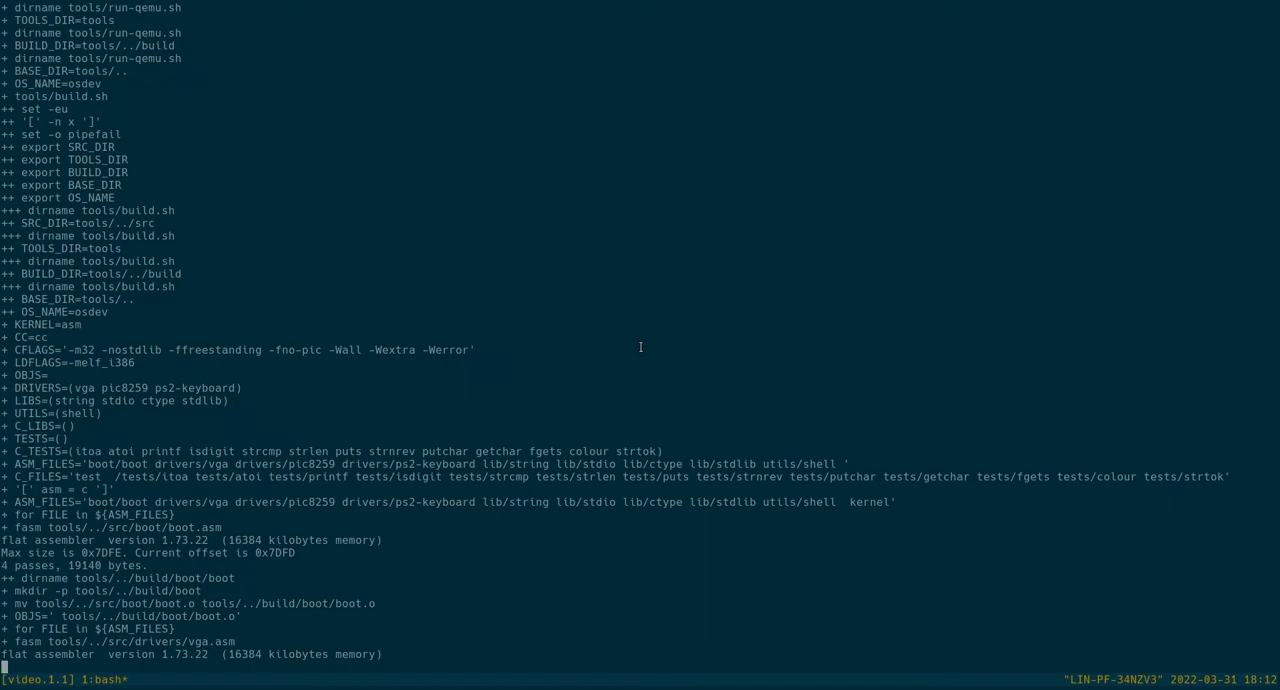 + dirname tools/run-qemu.sh
+ TOOLS_DIR=tools
+ dirname tools/run-qemu.sh
+ BUILD_DIR=tools/../build
+ dirname tools/run-qemu.sh
+ BASE_DIR=tools/..
+ OS_NAME=osdev
+ tools/build.sh
++ set -eu
++ '[' -n x ']'
++ set -o pipefail
++ export SRC_DIR
++ export TOOLS_DIR
++ export BUILD_DIR
++ export BASE_DIR
++ export OS_NAME
+++ dirname tools/build.sh
++ SRC_DIR=tools/../src
+++ dirname tools/build.sh
++ TOOLS_DIR=tools
+++ dirname tools/build.sh
++ BUILD_DIR=tools/../build
+++ dirname tools/build.sh
++ BASE_DIR=tools/..
++ OS_NAME=osdev
+ KERNEL=asm
+ CC=cc
+ CFLAGS='-m32 -nostdlib -ffreestanding -fno-pic -Wall -Wextra -Werror'
+ LDFLAGS=-melf_i386
+ OBJS=
+ DRIVERS=(vga pic8259 ps2-keyboard)
+ LIBS=(string stdio ctype stdlib)
+ UTILS=(shell)
+ C_LIBS=()
+ TESTS=()
+ C_TESTS=(itoa atoi printf isdigit strcmp strlen puts strnrev putchar getchar fgets colour strtok)
+ ASM_FILES='boot/boot drivers/vga drivers/pic8259 drivers/ps2-keyboard lib/string lib/stdio lib/ctype lib/stdlib utils/shell '
+ C_FILES='test  /tests/itoa tests/atoi tests/printf tests/isdigit tests/strcmp tests/strlen tests/puts tests/strnrev tests/putchar tests/getchar tests/fgets tests/colour tests/strtok'
+ '[' asm = c ']'
+ ASM_FILES='boot/boot drivers/vga drivers/pic8259 drivers/ps2-keyboard lib/string lib/stdio lib/ctype lib/stdlib utils/shell  kernel'
+ for FILE in ${ASM_FILES}
+ fasm tools/../src/boot/boot.asm
flat assembler  version 1.73.22  (16384 kilobytes memory)
Max size is 0x7DFE. Current offset is 0x7DFD
4 passes, 19140 bytes.
++ dirname tools/../build/boot/boot
+ mkdir -p tools/../build/boot
+ mv tools/../src/boot/boot.o tools/../build/boot/boot.o
+ OBJS=' tools/../build/boot/boot.o'
+ for FILE in ${ASM_FILES}
+ fasm tools/../src/drivers/vga.asm
flat assembler  version 1.73.22  (16384 kilobytes memory)
[video.1.1] 1:bash* "LIN-PF-34NZV3" 2022-03-31 18:12